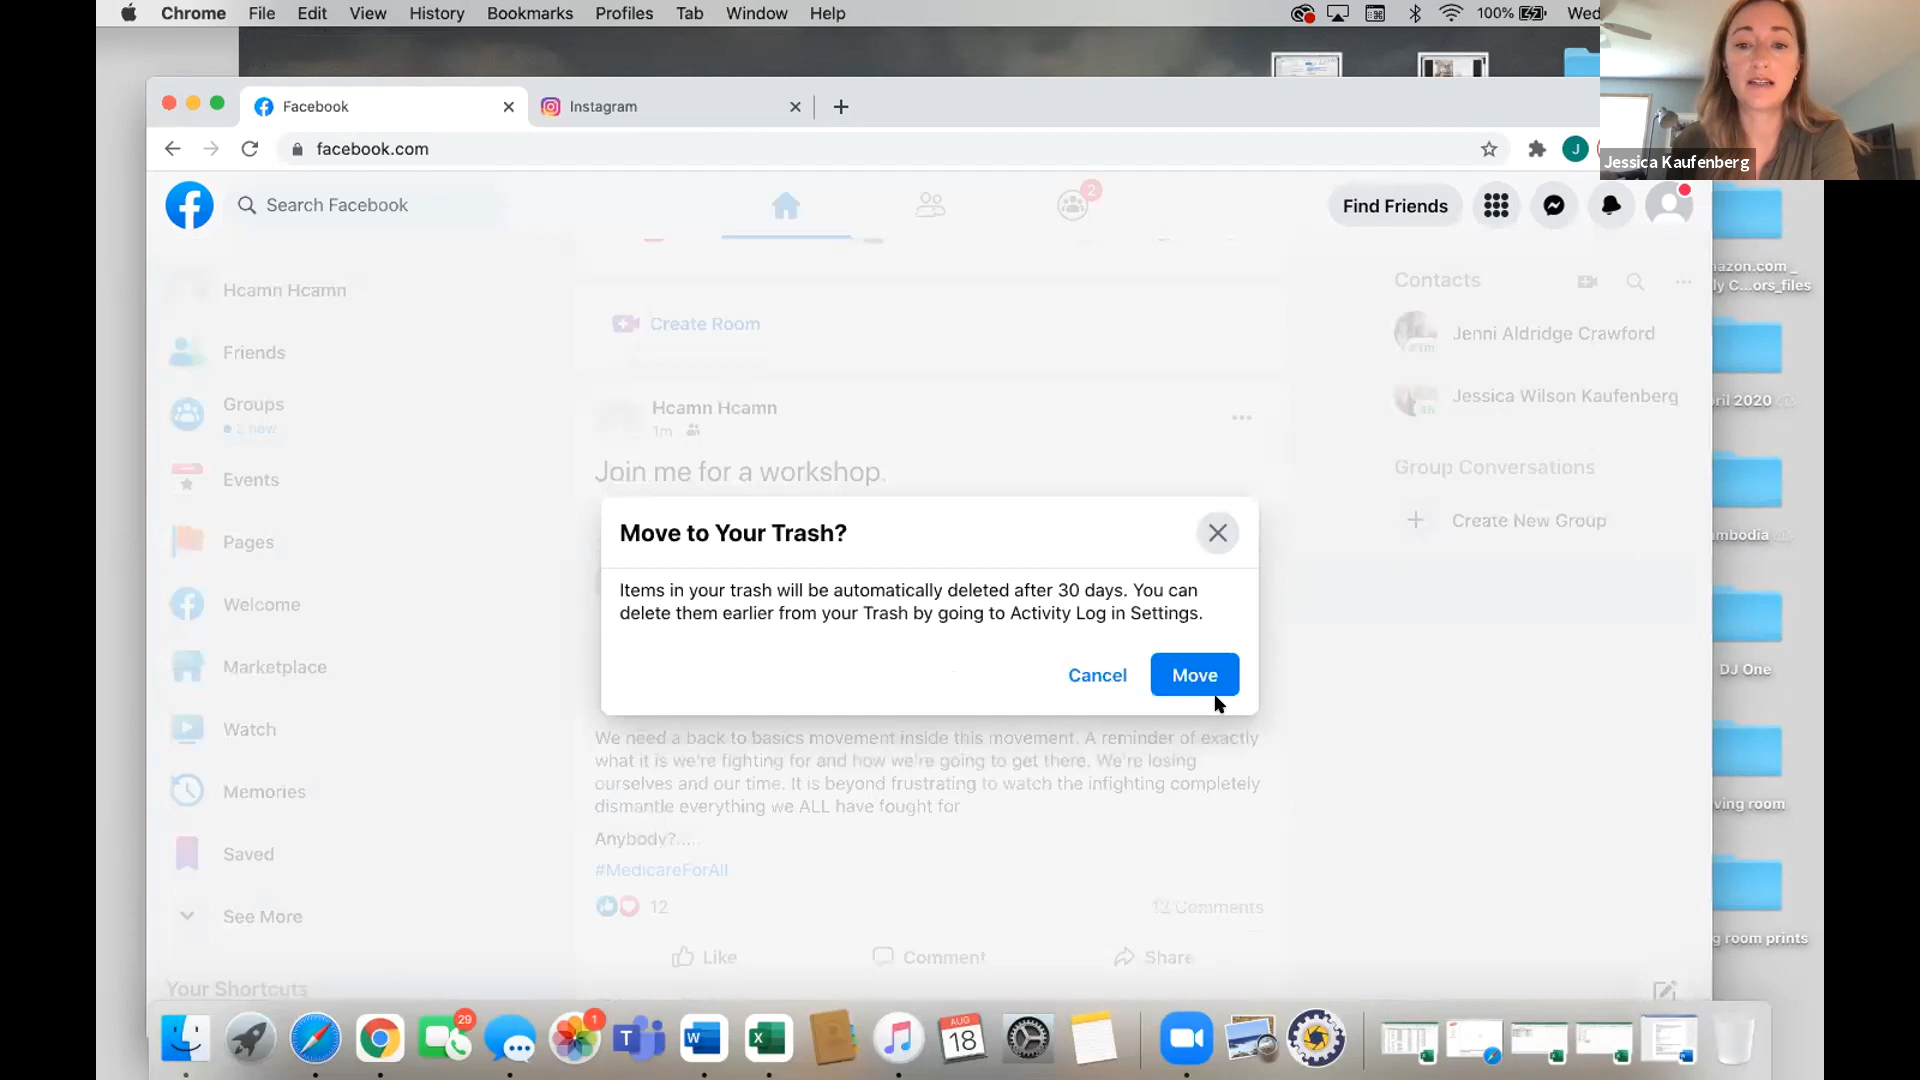 Chrome File Edit View History Bookmarks Profiles Tab Window Help 100% Wed
Facebook Instagram
facebook.com
J
Jessica Kaufenberg
Search Facebook
2
Find Friends
Hcamn Hcamn
Friends
Groups
2 new
Events
Pages
Welcome
Marketplace
Watch
Memories
Saved
See More
Your Shortcuts
Create Room
Hcamn Hcamn
1m
Join me for a workshop.
Move to Your Trash?
Items in your trash will be automatically deleted after 30 days. You can
delete them earlier from your Trash by going to Activity Log in Settings.
Cancel Move
We need a back to basics movement inside this movement. A reminder of exactly
what it is we're fighting for and how we're going to get there. We're losing
ourselves and our time. It is beyond frustrating to watch the infighting completely
dismantle everything we ALL have fought for
Anybody?.....
#MedicareForAll
12 12 Comments
Like Comment Share
Contacts
Jenni Aldridge Crawford
Jessica Wilson Kaufenberg
Group Conversations
Create New Group
azon.com _
ly C...ors_files
ril 2020
mbodia
DJ One
ving room
g room prints
29
1
AUG
18